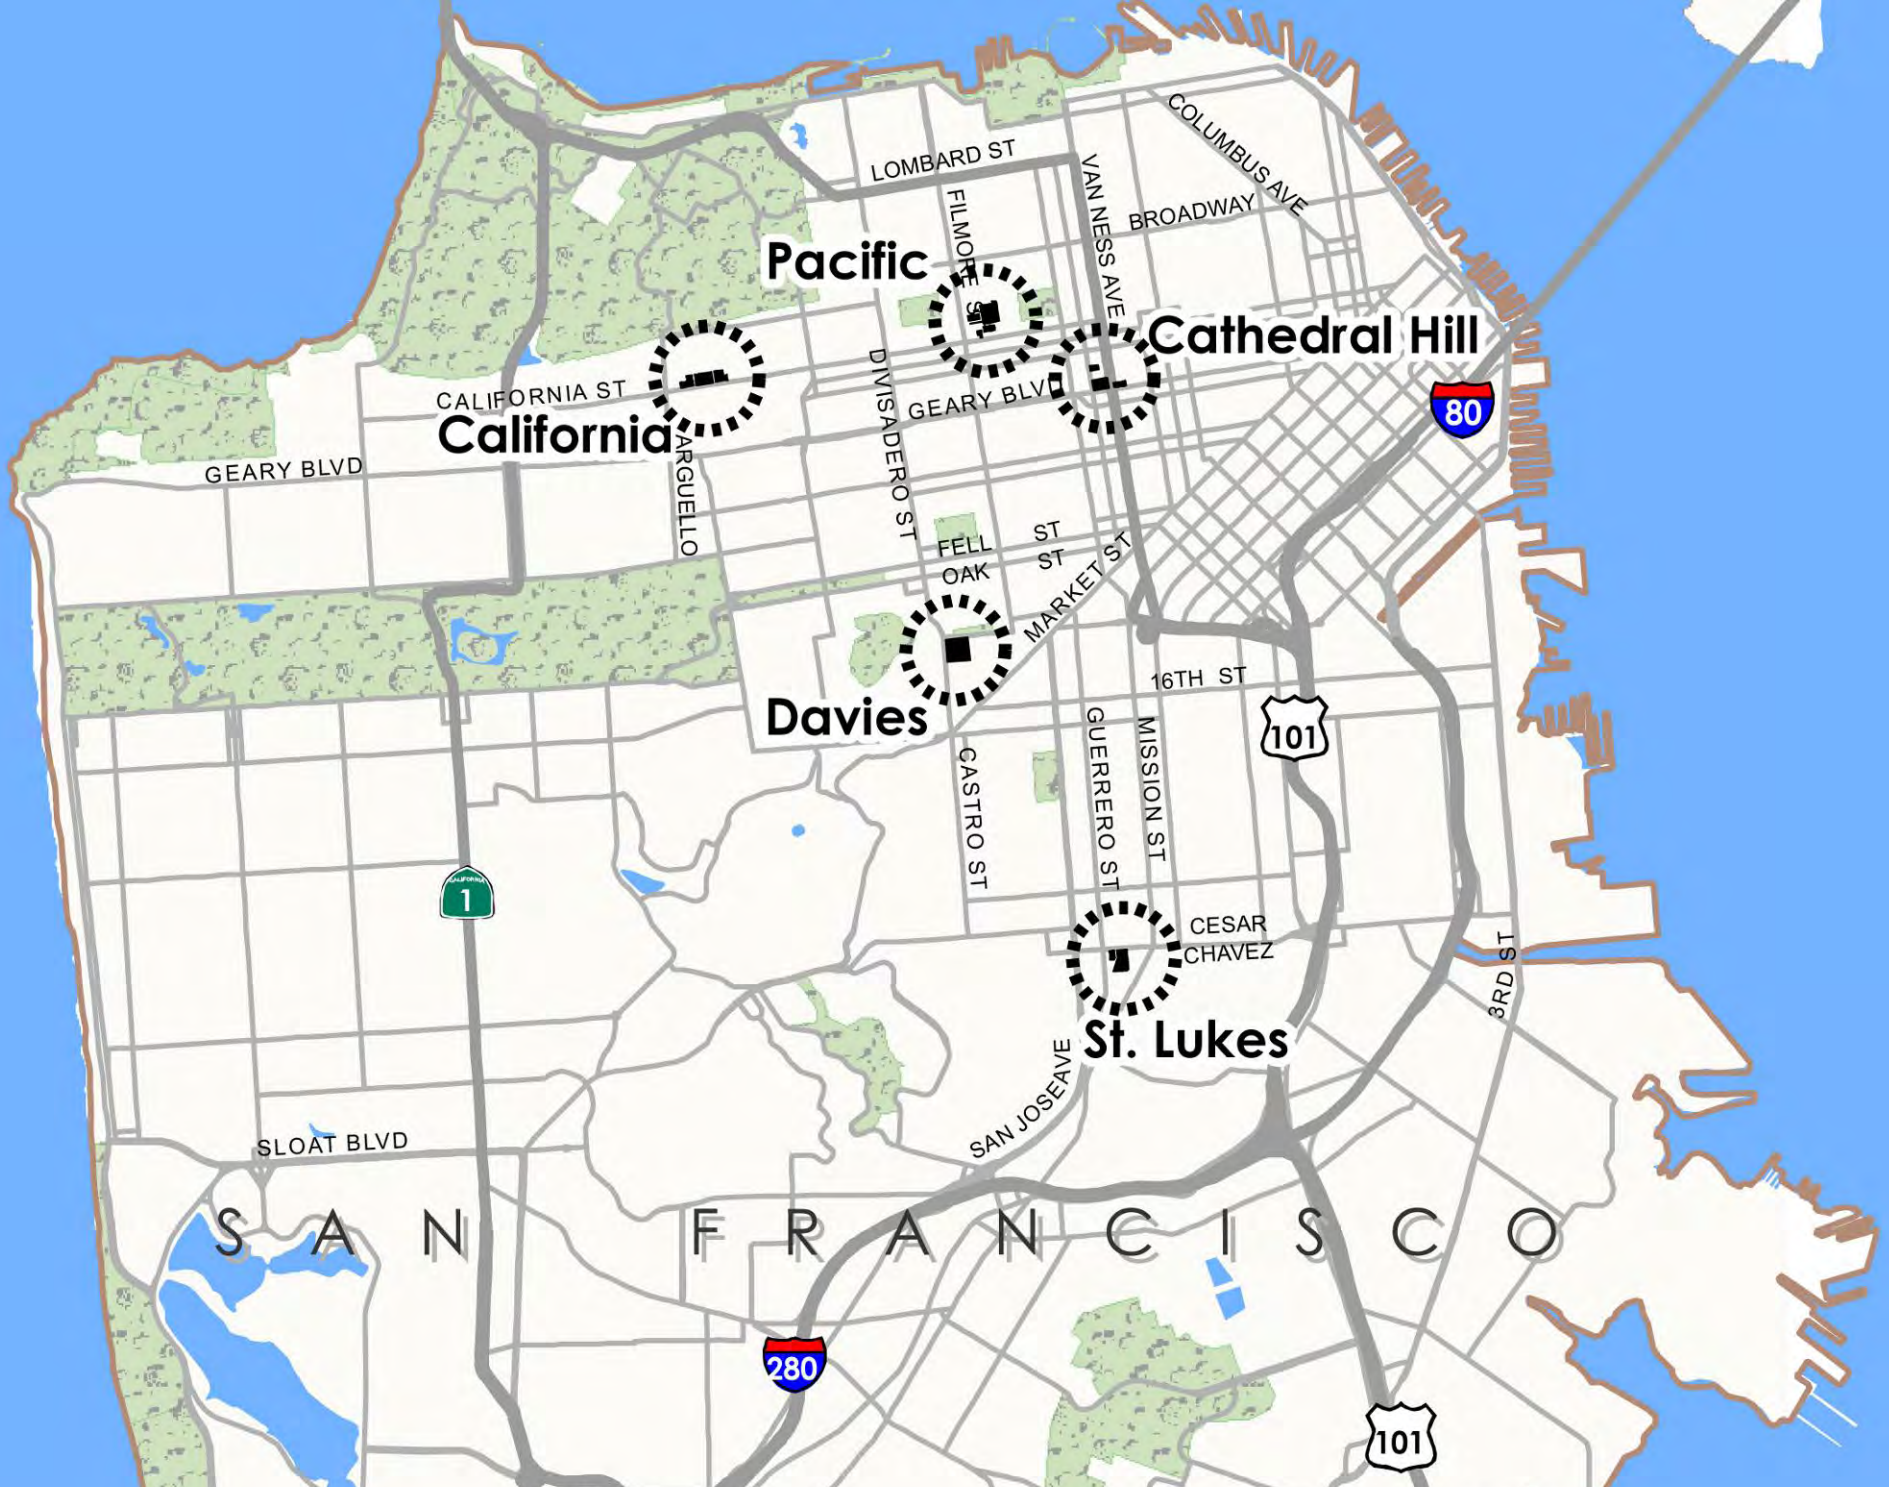 COLUMBUS AVE
LOMBARD ST
VAN NESS AVE
FILMORE ST
BROADWAY
Pacific
Cathedral Hill
CALIFORNIA ST
California
DIVISADERO ST
GEARY BLVD
80
ARGUELLO
GEARY BLVD
FELL ST
OAK ST
MARKET ST
16TH ST
Davies
101
GUERRERO ST
MISSION ST
CASTRO ST
CALIFORNIA
1
CESAR
CHAVEZ
3RD ST
St. Lukes
SAN JOSE AVE
SLOAT BLVD
SAN FRANCISCO
280
101